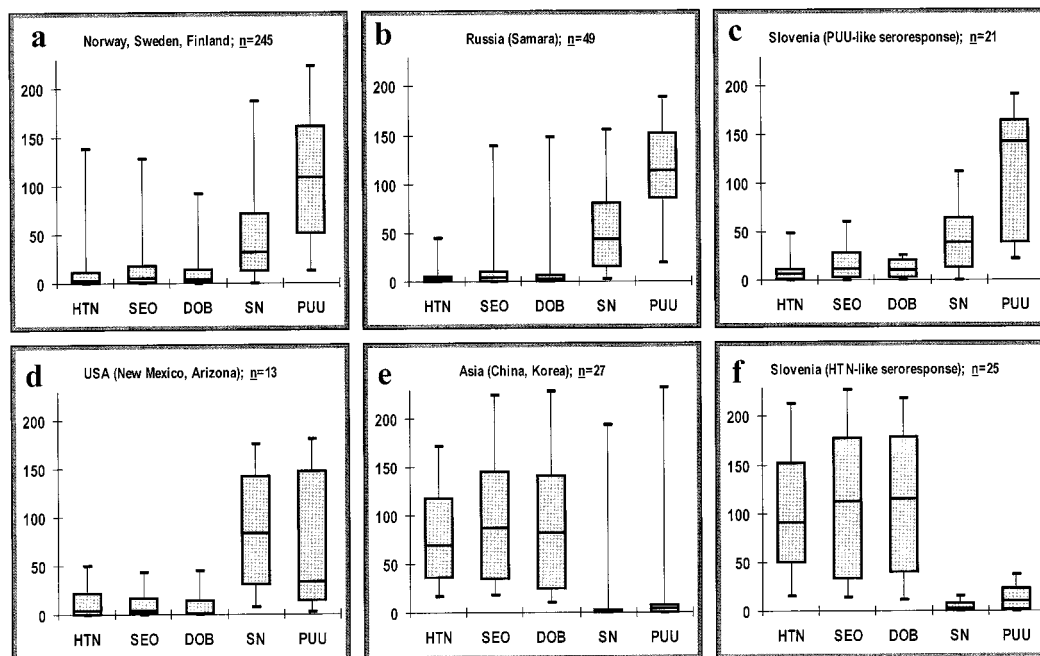 a
Norway, Sweden, Finland; n=245
200
150
100
50
0
HTN SEO DOB SN PUU
b
Russia (Samara); n=49
200
150
100
50
0
HTN SEO DOB SN PUU
c
Slovenia (PUU-like seroresponse); n=21
200
150
100
50
0
HTN SEO DOB SN PUU
d
USA (New Mexico, Arizona); n=13
200
150
100
50
0
HTN SEO DOB SN PUU
e
Asia (China, Korea); n=27
200
150
100
50
0
HTN SEO DOB SN PUU
f
Slovenia (HTN-like seroresponse); n=25
200
150
100
50
0
HTN SEO DOB SN PUU